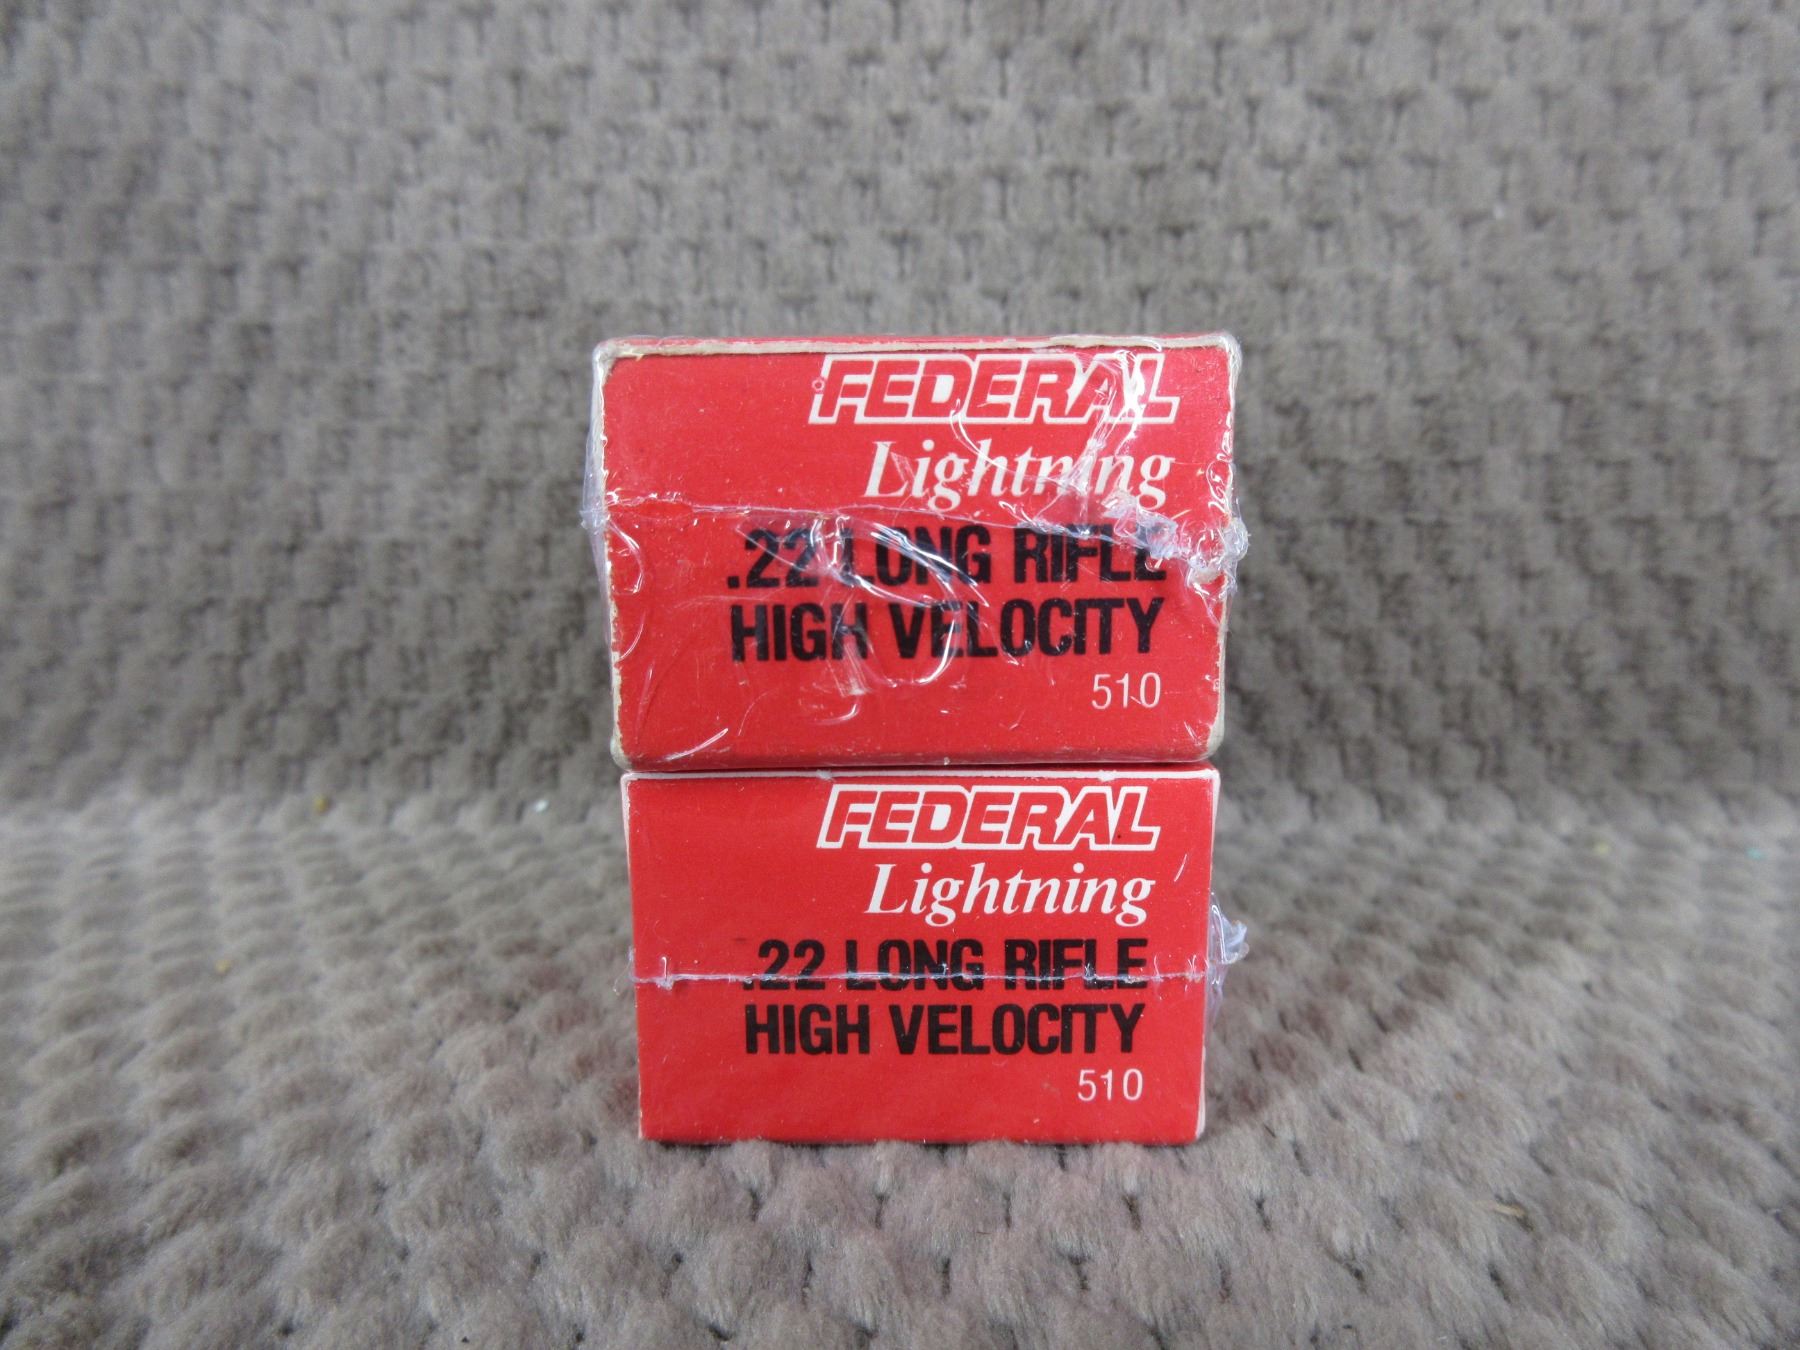 FEDERAL
Lightning
.22 LONG RIFLE
HIGH VELOCITY
510
FEDERAL
Lightning
.22 LONG RIFLE
HIGH VELOCITY
510